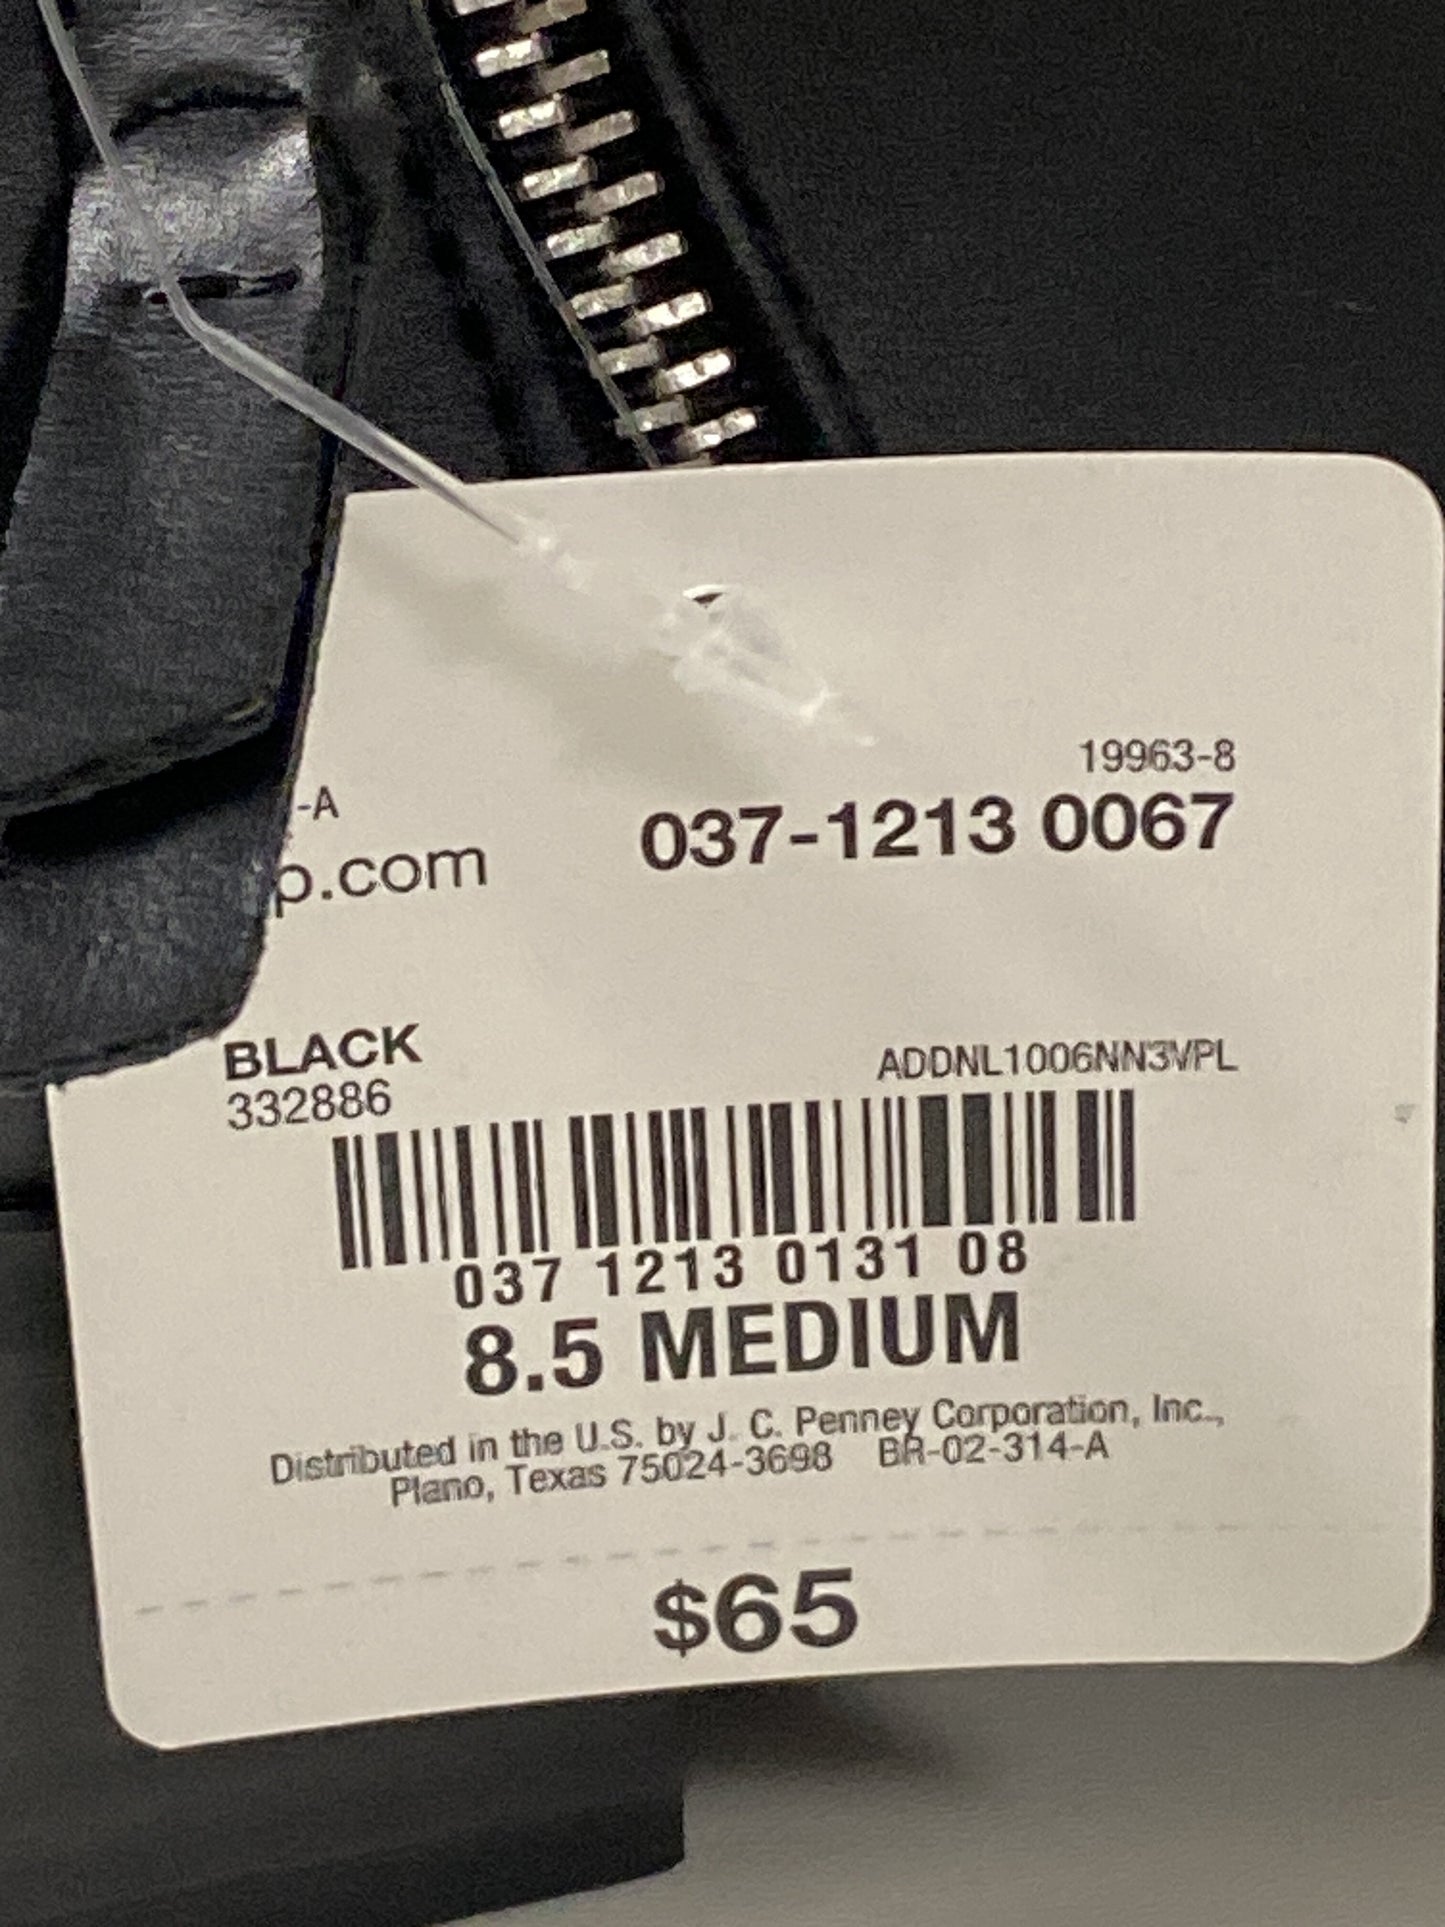 19963-8
-A
037-1213 0067
p.com
BLACK
ADDNL1006NN3VPL
332886
037 1213 0131 08
8.5 MEDIUM
Distributed in the U.S. by J. C. Penney Corporation, Inc.,
Plano, Texas 75024-3698 BR-02-314-A
$65